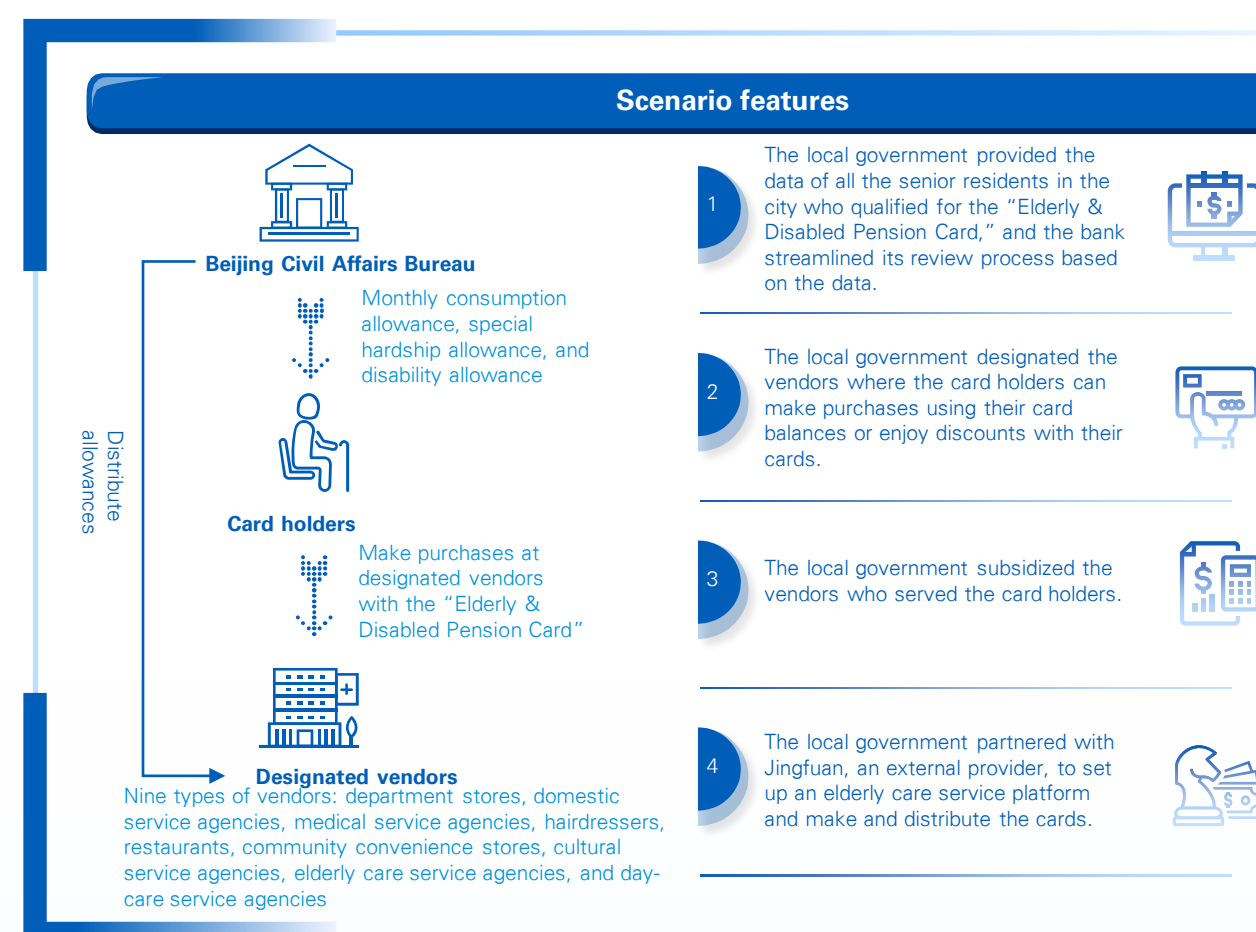 Scenario features
Beijing Civil Affairs Bureau
Monthly consumption
allowance, special
hardship allowance, and
disability allowance
Distribute
allowances
Card holders
Make purchases at
designated vendors
with the “Elderly &
Disabled Pension Card”
Designated vendors
Nine types of vendors: department stores, domestic
service agencies, medical service agencies, hairdressers,
restaurants, community convenience stores, cultural
service agencies, elderly care service agencies, and day-
care service agencies
1
The local government provided the
data of all the senior residents in the
city who qualified for the “Elderly &
Disabled Pension Card,” and the bank
streamlined its review process based
on the data.
2
The local government designated the
vendors where the card holders can
make purchases using their card
balances or enjoy discounts with their
cards.
3
The local government subsidized the
vendors who served the card holders.
4
The local government partnered with
Jingfuan, an external provider, to set
up an elderly care service platform
and make and distribute the cards.